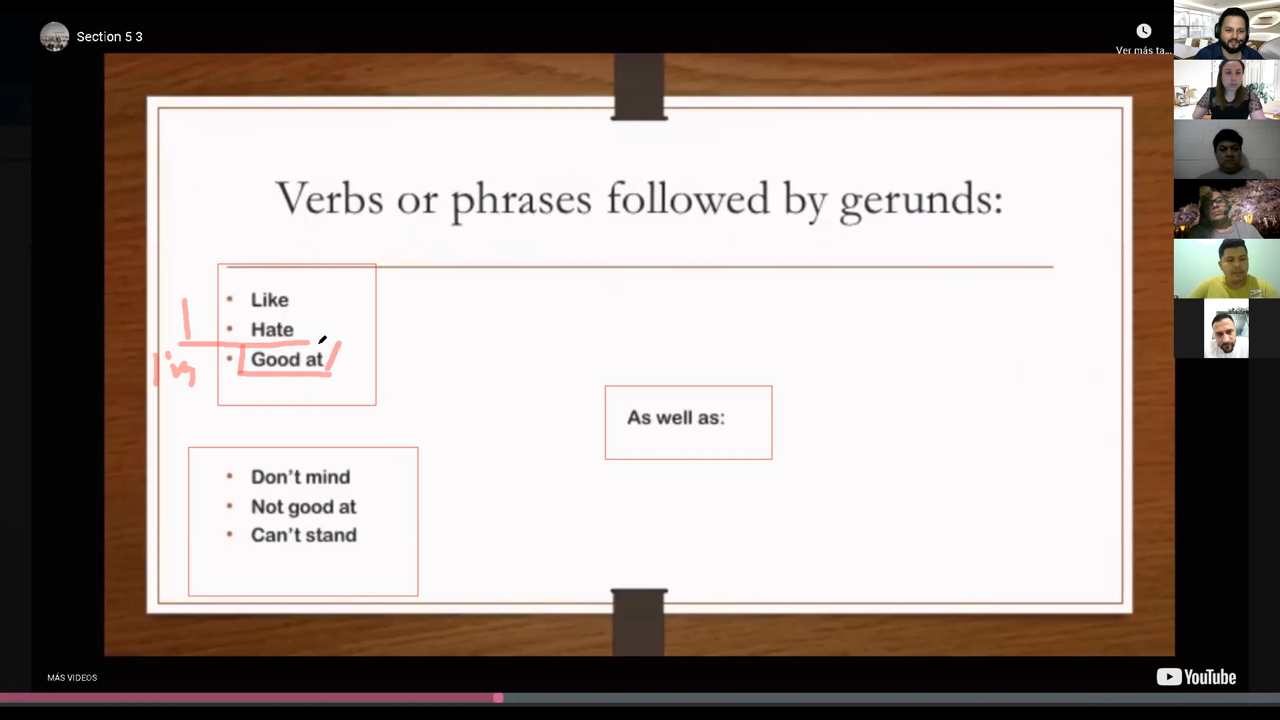 Section 5 3
Ver más ta...
Verbs or phrases followed by gerunds:
• Like
• Hate
• Good at
I
I'm
As well as:
• Don't mind
• Not good at
• Can't stand
MÁS VIDEOS
YouTube